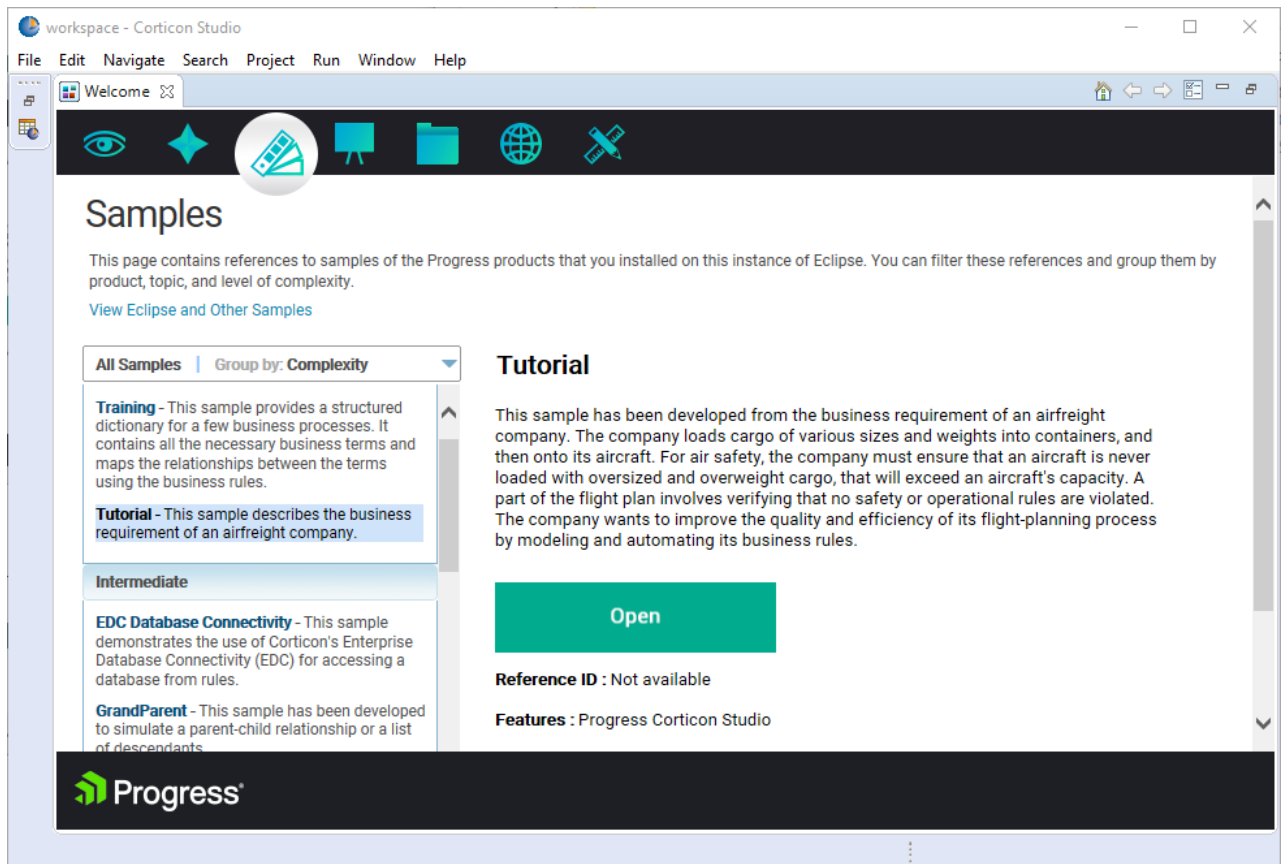 workspace - Corticon Studio
File Edit Navigate Search Project Run Window Help
Welcome
Samples
This page contains references to samples of the Progress products that you installed on this instance of Eclipse. You can filter these references and group them by
product, topic, and level of complexity.
View Eclipse and Other Samples
All Samples | Group by: Complexity
Training - This sample provides a structured
dictionary for a few business processes. It
contains all the necessary business terms and
maps the relationships between the terms
using the business rules.
Tutorial - This sample describes the business
requirement of an airfreight company.
Intermediate
EDC Database Connectivity - This sample
demonstrates the use of Corticon's Enterprise
Database Connectivity (EDC) for accessing a
database from rules.
GrandParent - This sample has been developed
to simulate a parent-child relationship or a list
of descendants.
Tutorial
This sample has been developed from the business requirement of an airfreight
company. The company loads cargo of various sizes and weights into containers, and
then onto its aircraft. For air safety, the company must ensure that an aircraft is never
loaded with oversized and overweight cargo, that will exceed an aircraft's capacity. A
part of the flight plan involves verifying that no safety or operational rules are violated.
The company wants to improve the quality and efficiency of its flight-planning process
by modeling and automating its business rules.
Open
Reference ID : Not available
Features : Progress Corticon Studio
Progress®